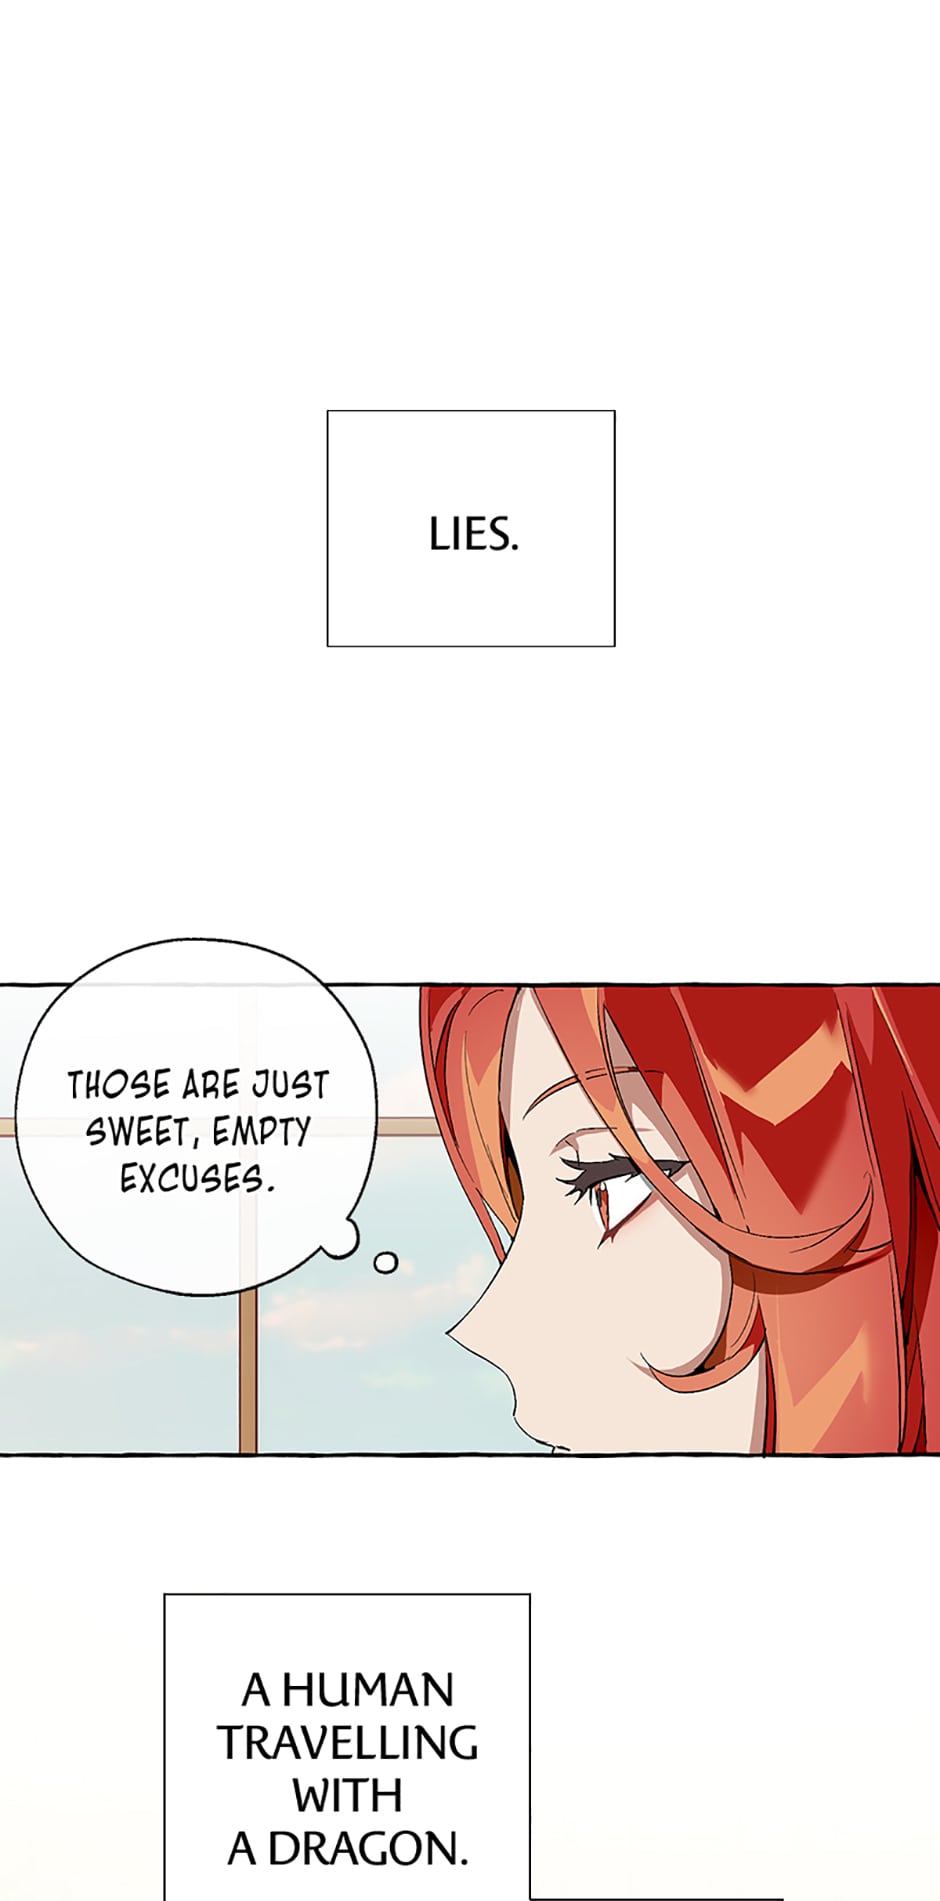 LIES.
THOSE ARE JUST
SWEET, EMPTY
EXCUSES.
A HUMAN
TRAVELLING
WITH
A DRAGON.